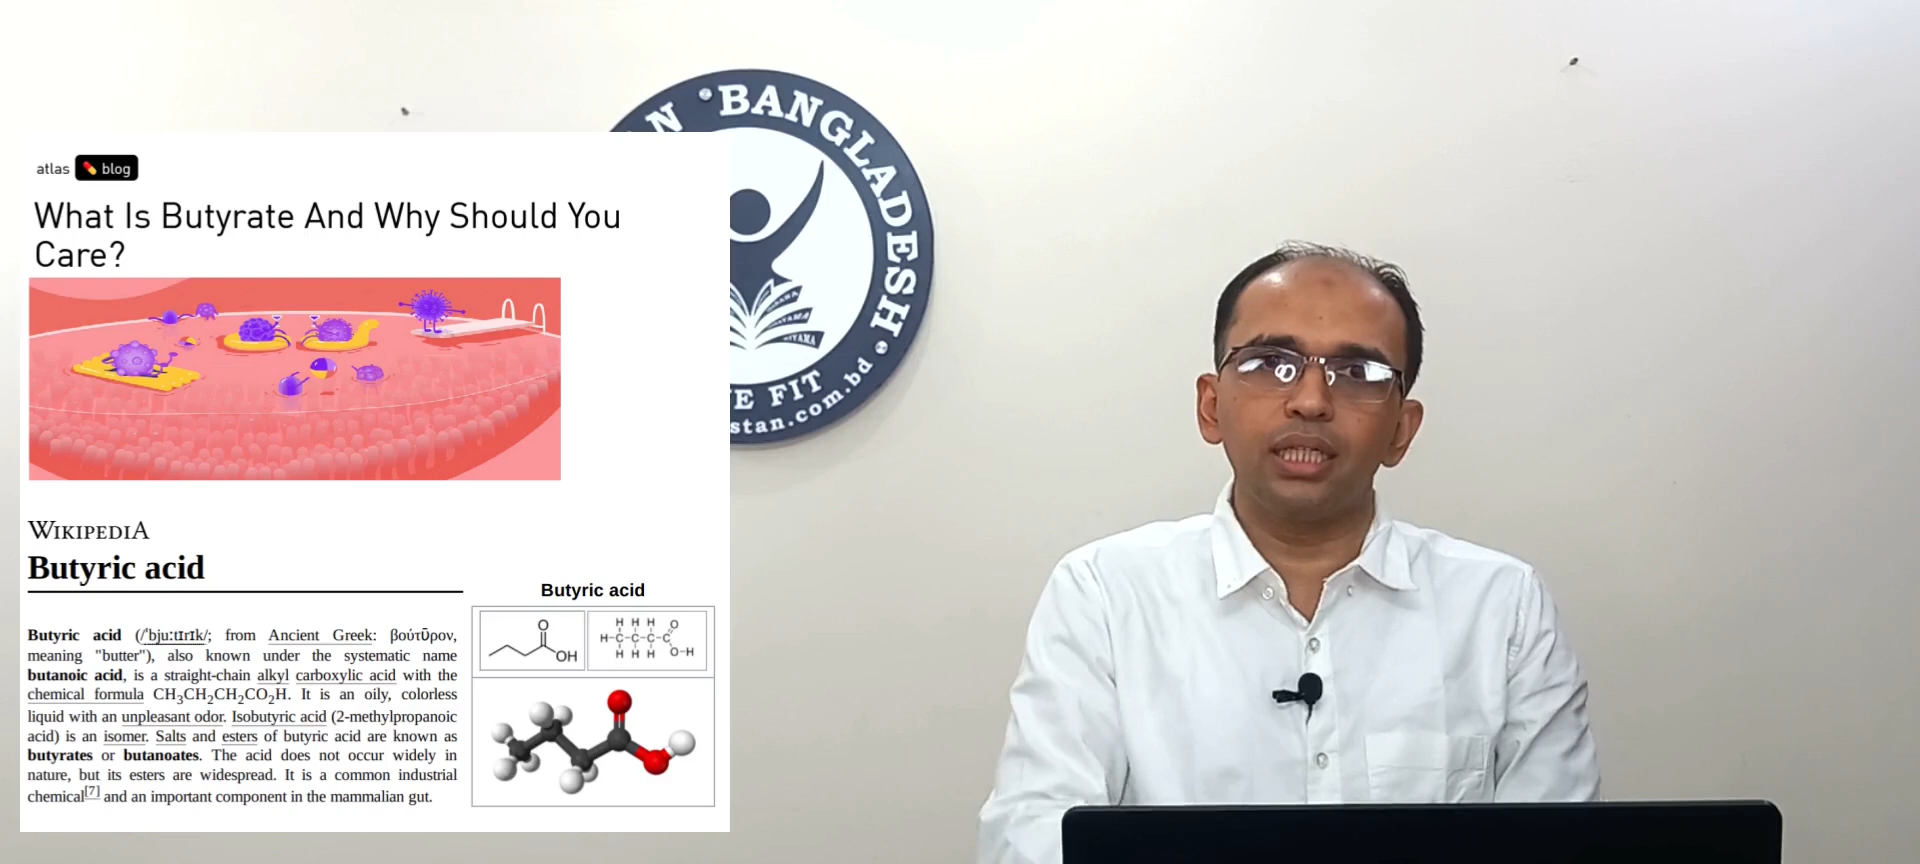 N • BANGLADESH •
E FIT
stan.com.bd
atlas blog
What Is Butyrate And Why Should You
Care?
WIKIPEDIA
Butyric acid
Butyric acid (/ˈbjuːtɪrɪk/; from Ancient Greek: βούτῡρον,
meaning "butter"), also known under the systematic name
butanoic acid, is a straight-chain alkyl carboxylic acid with the
chemical formula CH₃CH₂CH₂CO₂H. It is an oily, colorless
liquid with an unpleasant odor. Isobutyric acid (2-methylpropanoic
acid) is an isomer. Salts and esters of butyric acid are known as
butyrates or butanoates. The acid does not occur widely in
nature, but its esters are widespread. It is a common industrial
chemical[7] and an important component in the mammalian gut.
Butyric acid
O
OH
H H H O
H-C-C-C-C
H H H O-H